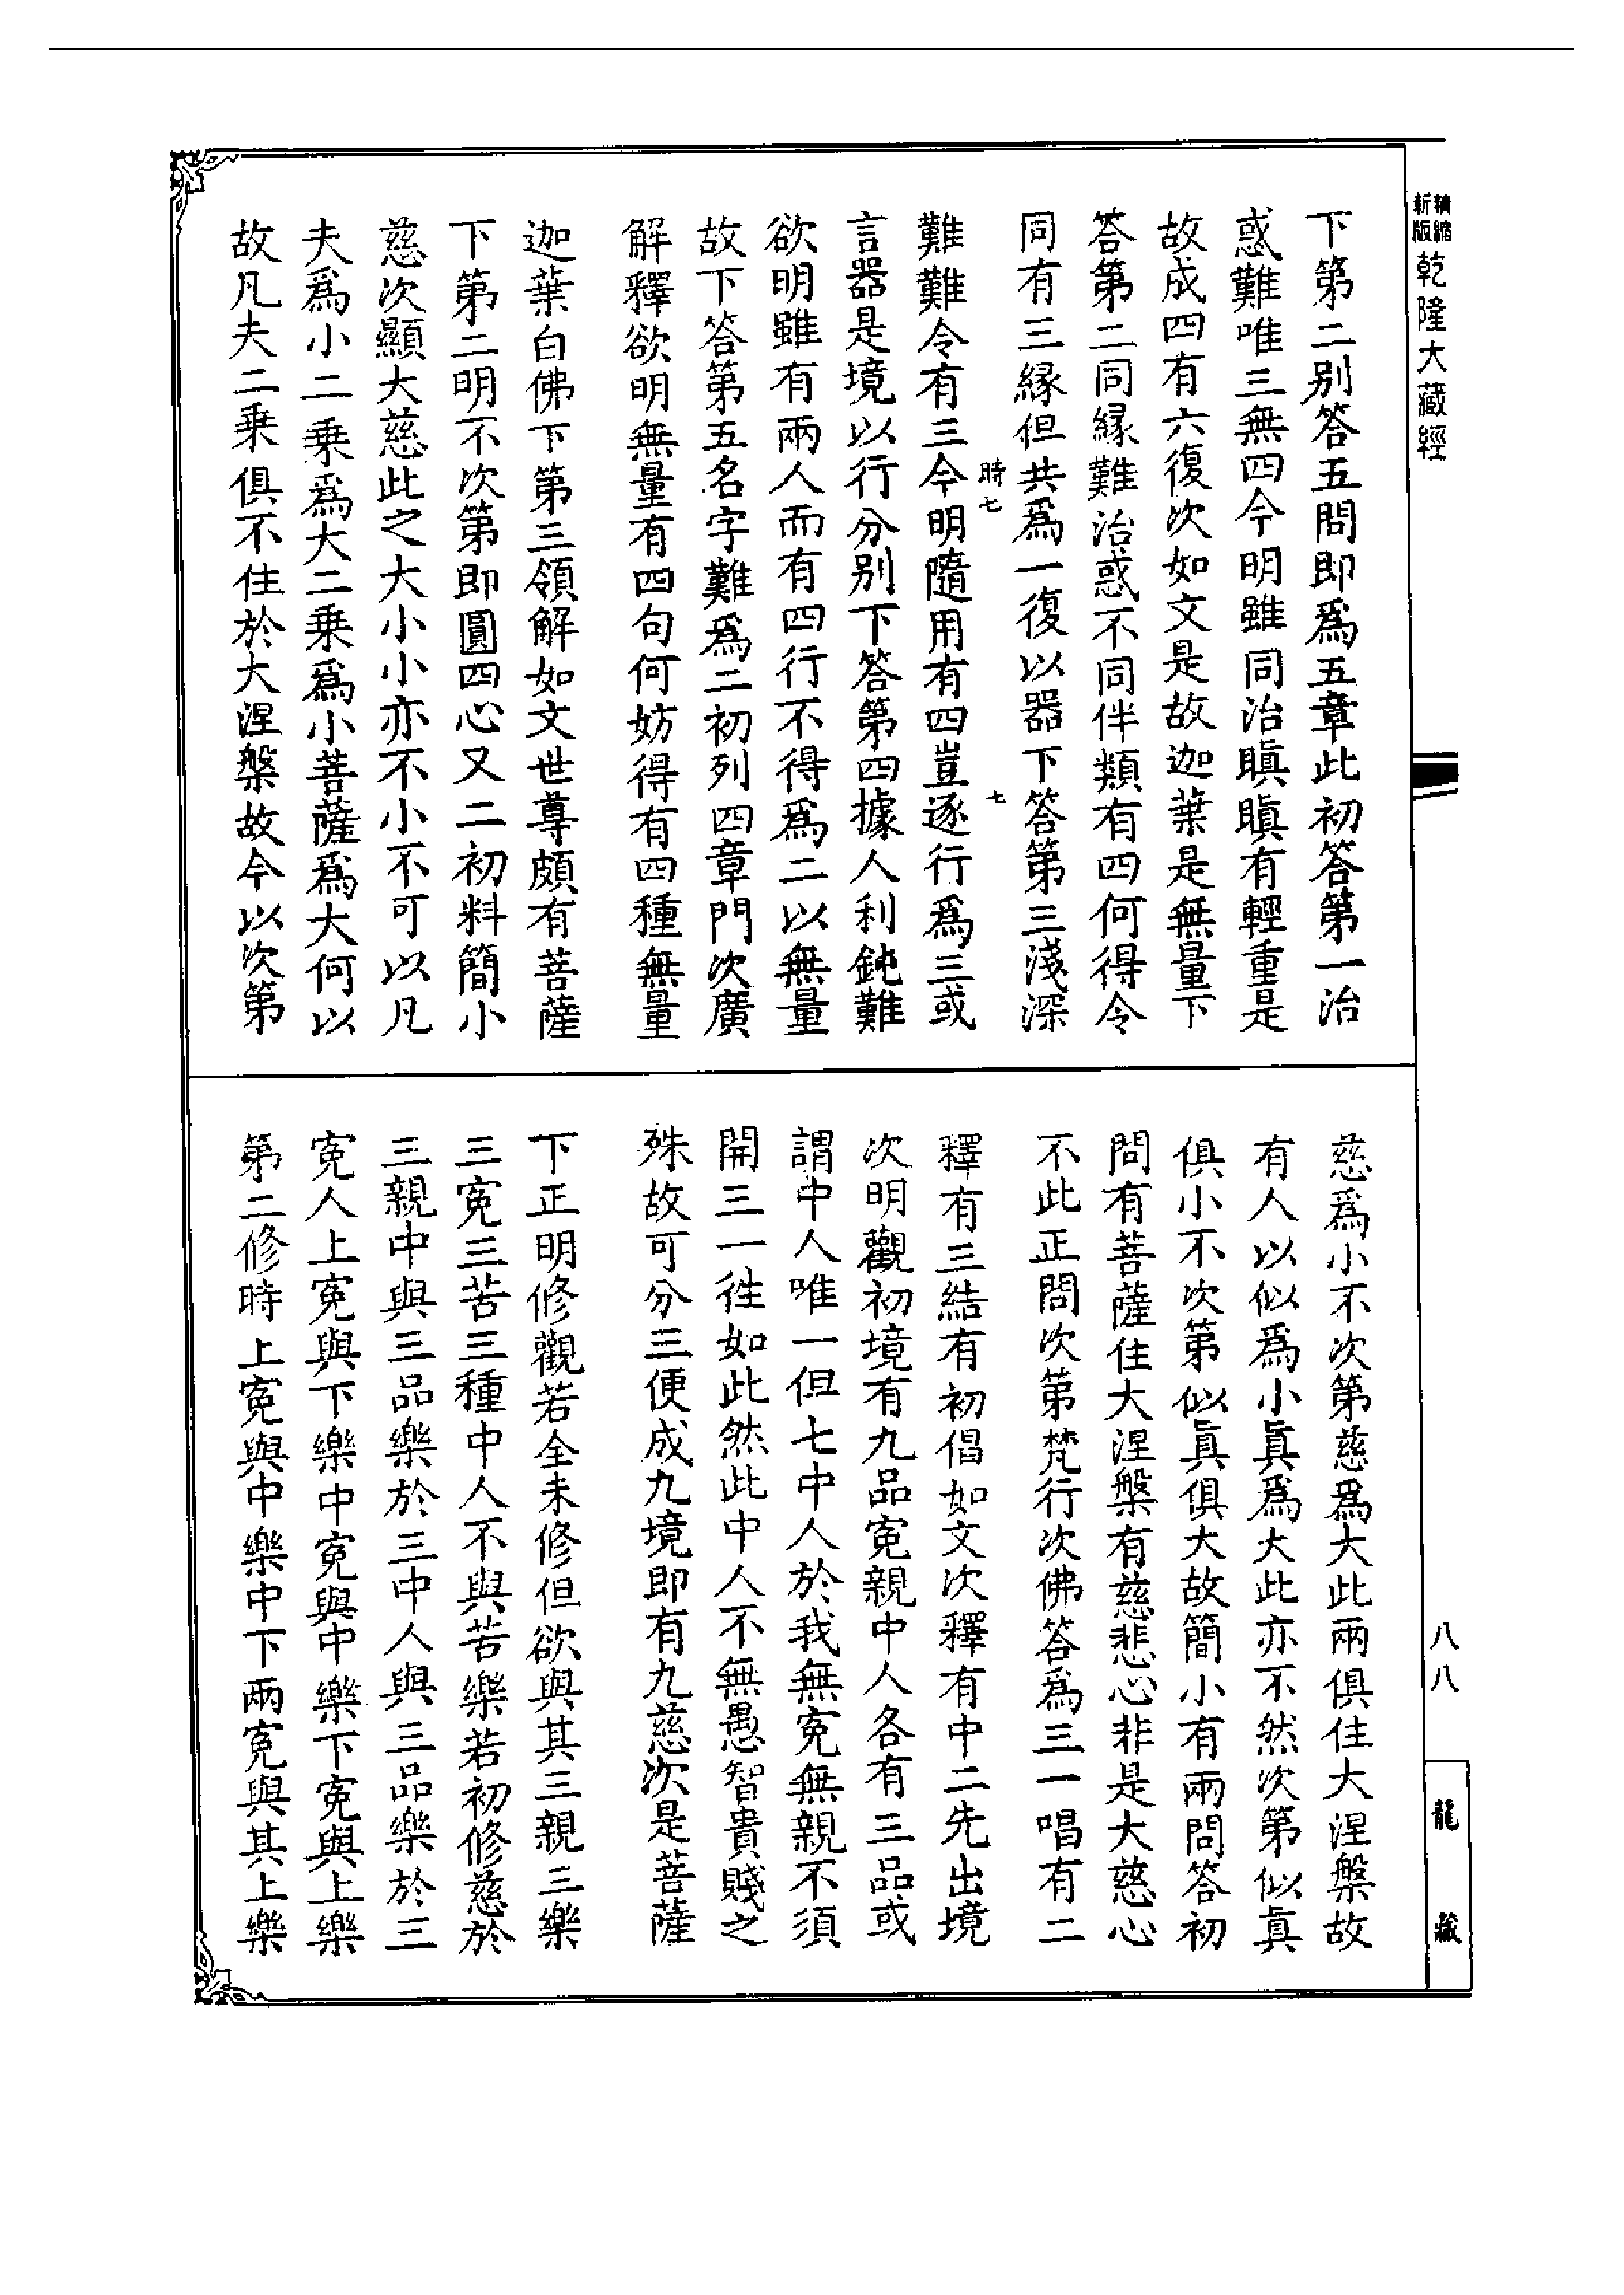 精縮
新版
乾隆大藏經
下第二別答五問即爲五章此初答第一治
惑難唯三無四今明雖同治瞋瞋有輕重是
故成四有六復次如文是故迦葉是無量下
答第二同緣難治惑不同伴類有四何得令
同有三緣但共爲一復以器下答第三淺深
時七
七
難難令有三今明隨用有四豈逐行爲三或
言器是境以行分別下答第四據人利鈍難
欲明雖有兩人而有四行不得爲二以無量
故下答第五名字難爲二初列四章門次廣
解釋欲明無量有四句何妨得有四種無量
迦葉白佛下第三領解如文世尊頗有菩薩
下第二明不次第即圓四心又二初料簡小
慈次顯大慈此之大小小亦不小不可以凡
夫爲小二乘爲大二乘爲小菩薩爲大何以
故凡夫二乘俱不住於大涅槃故今以次第
慈爲小不次第慈爲大此兩俱住大涅槃故
有人以似爲小眞爲大此亦不然次第似眞
俱小不次第似眞俱大故簡小有兩問答初
問有菩薩住大涅槃有慈悲心非是大慈心
不此正問次第梵行次佛答爲三一唱有二
釋有三結有初倡如文次釋有中二先出境
次明觀初境有九品寃親中人各有三品或
謂中人唯一但七中人於我無寃無親不須
開三一徃如此然此中人不無愚智貴賤之
殊故可分三便成九境即有九慈次是菩薩
下正明修觀若全未修但欲與其三親三樂
三寃三苦三種中人不與苦樂若初修慈於
三親中與三品樂於三中人與三品樂於三
寃人上寃與下樂中寃與中樂下寃與上樂
第二修時上寃與中樂中下兩寃與其上樂
八八
龍藏